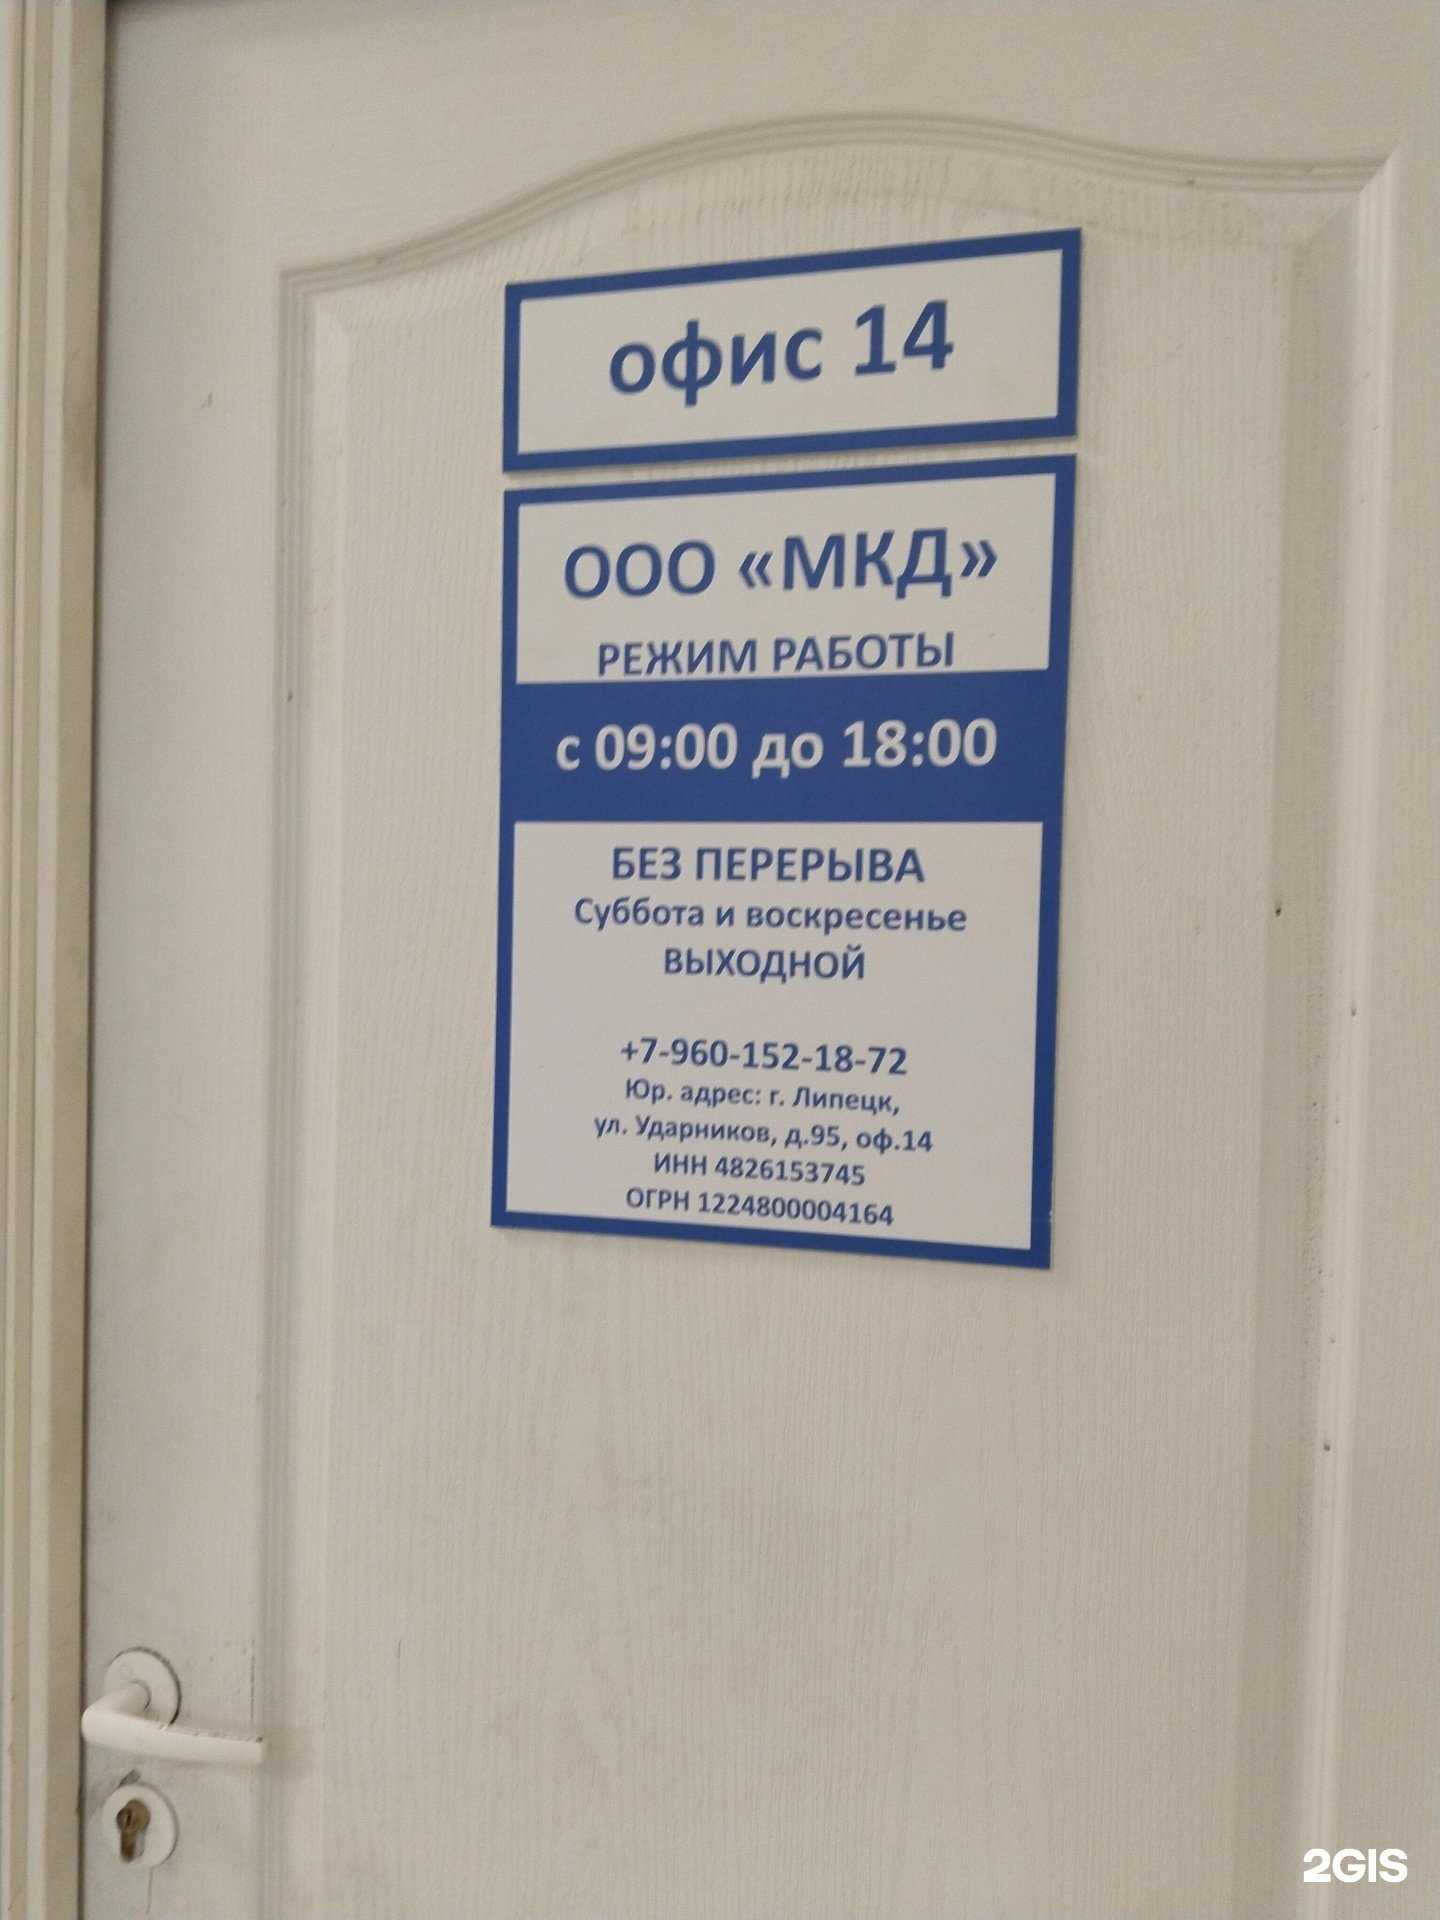 офис 14
ООО «МКД»
РЕЖИМ РАБОТЫ
с 09:00 до 18:00
БЕЗ ПЕРЕРЫВА
Суббота и воскресенье
ВЫХОДНОЙ
+7-960-152-18-72
Юр. адрес: г. Липецк,
ул. Ударников, д.95, оф.14
ИНН 4826153745
ОГРН 1224800004164
2GIS